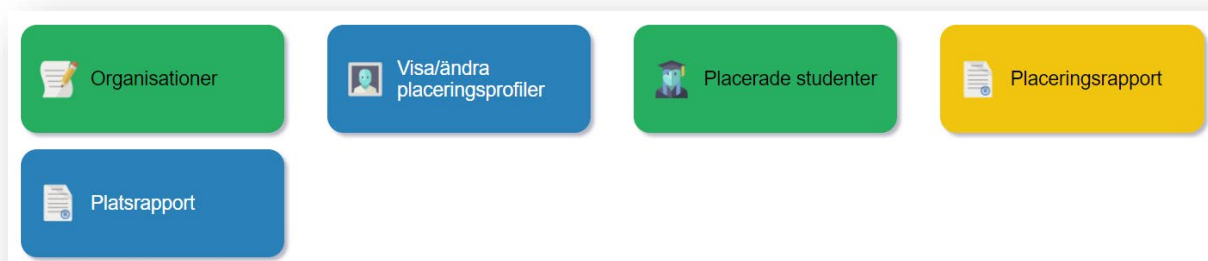 Organisationer
Visa/ändra
placeringsprofiler
Placerade studenter
Placeringsrapport
Platsrapport